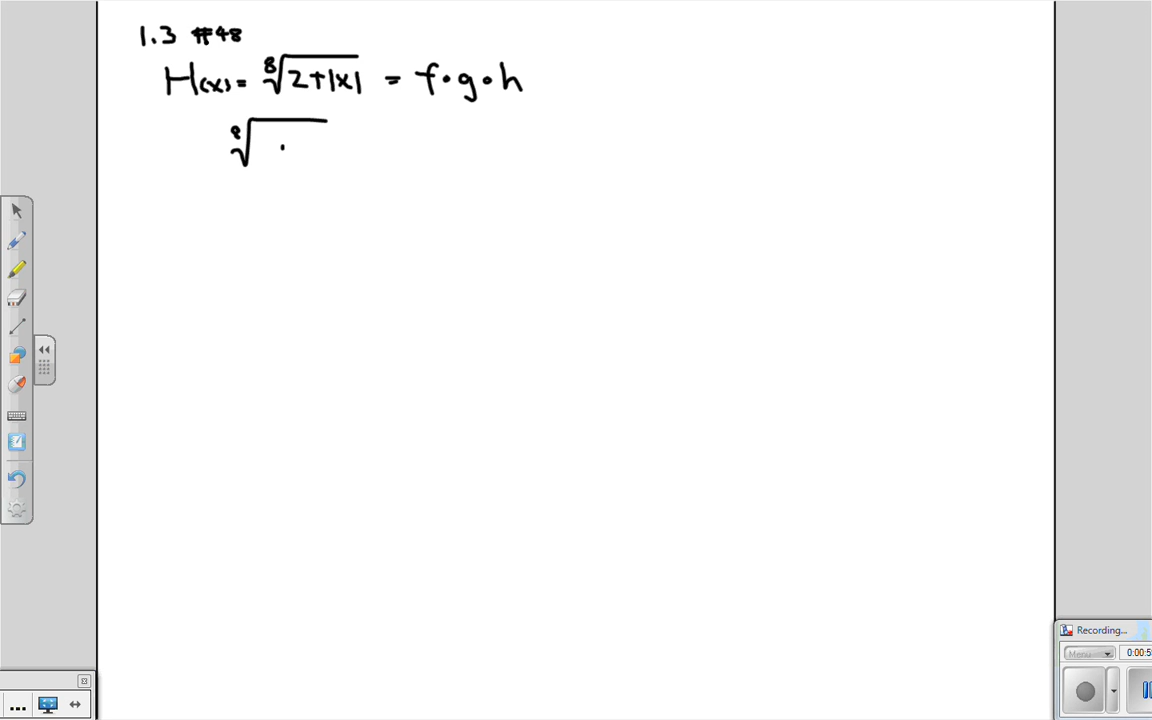 1.3 #48
H(x) = ⁸√(2+|x|) = f∘g∘h
⁸√ .
Recording...
Menu
0:00:5
...